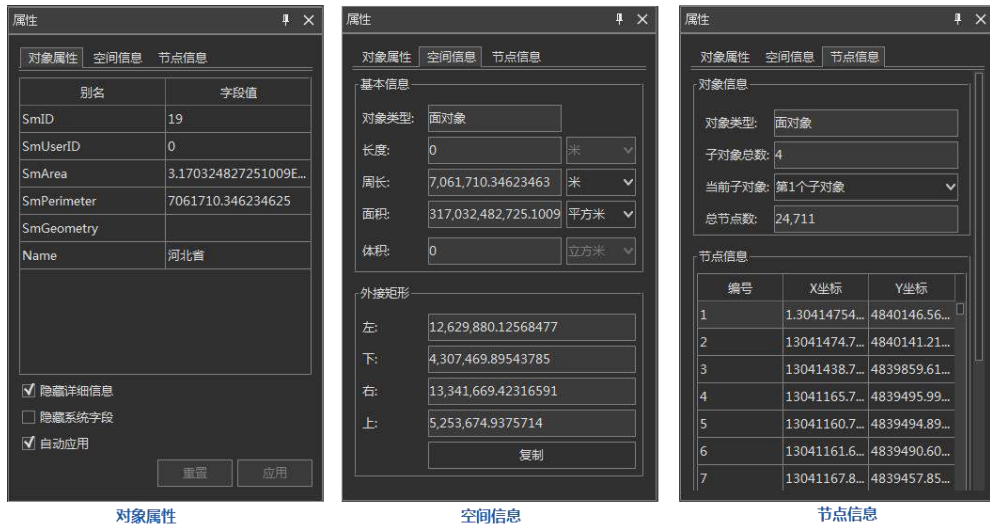 属性
对象属性 空间信息 节点信息
别名 字段值
SmID 19
SmUserID 0
SmArea 3.170324827251009E...
SmPerimeter 7061710.346234625
SmGeometry
Name 河北省
隐藏详细信息
隐藏系统字段
自动应用
重置 应用
对象属性
属性
对象属性 空间信息 节点信息
基本信息
对象类型: 面对象
长度: 0 米
周长: 7,061,710.34623463 米
面积: 317,032,482,725.1009 平方米
体积: 0 立方米
外接矩形
左: 12,629,880.12568477
下: 4,307,469.89543785
右: 13,341,669.42316591
上: 5,253,674.9375714
复制
空间信息
属性
对象属性 空间信息 节点信息
对象信息
对象类型: 面对象
子对象总数: 4
当前子对象: 第1个子对象
总节点数: 24,711
节点信息
编号 X坐标 Y坐标
1 1.30414754... 4840146.56...
2 13041474.7... 4840141.21...
3 13041438.7... 4839859.61...
4 13041165.7... 4839495.99...
5 13041160.7... 4839494.89...
6 13041161.6... 4839490.60...
7 13041167.8... 4839457.85...
节点信息